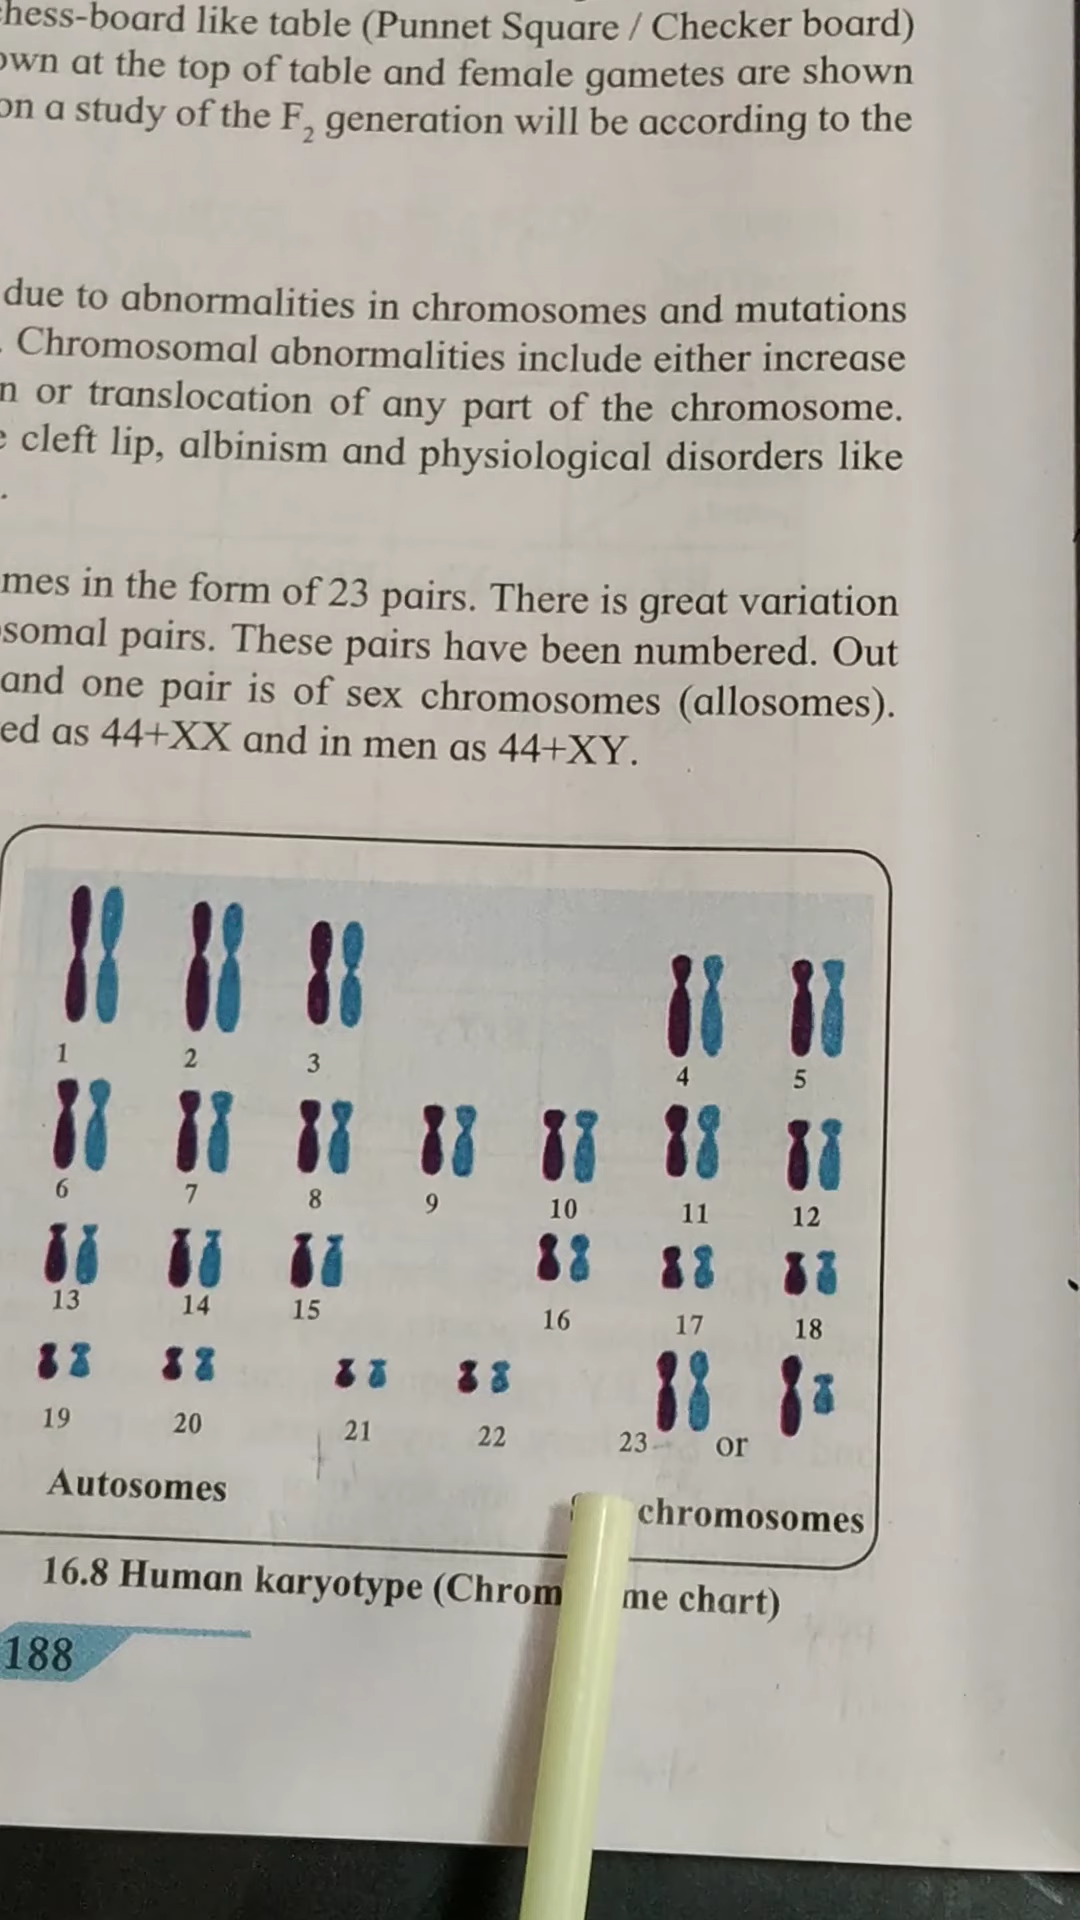 hess-board like table (Punnet Square / Checker board)
own at the top of table and female gametes are shown
on a study of the F₂ generation will be according to the
due to abnormalities in chromosomes and mutations
. Chromosomal abnormalities include either increase
n or translocation of any part of the chromosome.
e cleft lip, albinism and physiological disorders like
.
mes in the form of 23 pairs. There is great variation
somal pairs. These pairs have been numbered. Out
and one pair is of sex chromosomes (allosomes).
ed as 44+XX and in men as 44+XY.
1 2 3 4 5
6 7 8 9 10 11 12
13 14 15 16 17 18
19 20 21 22 23 or
Autosomes chromosomes
16.8 Human karyotype (Chrom me chart)
188